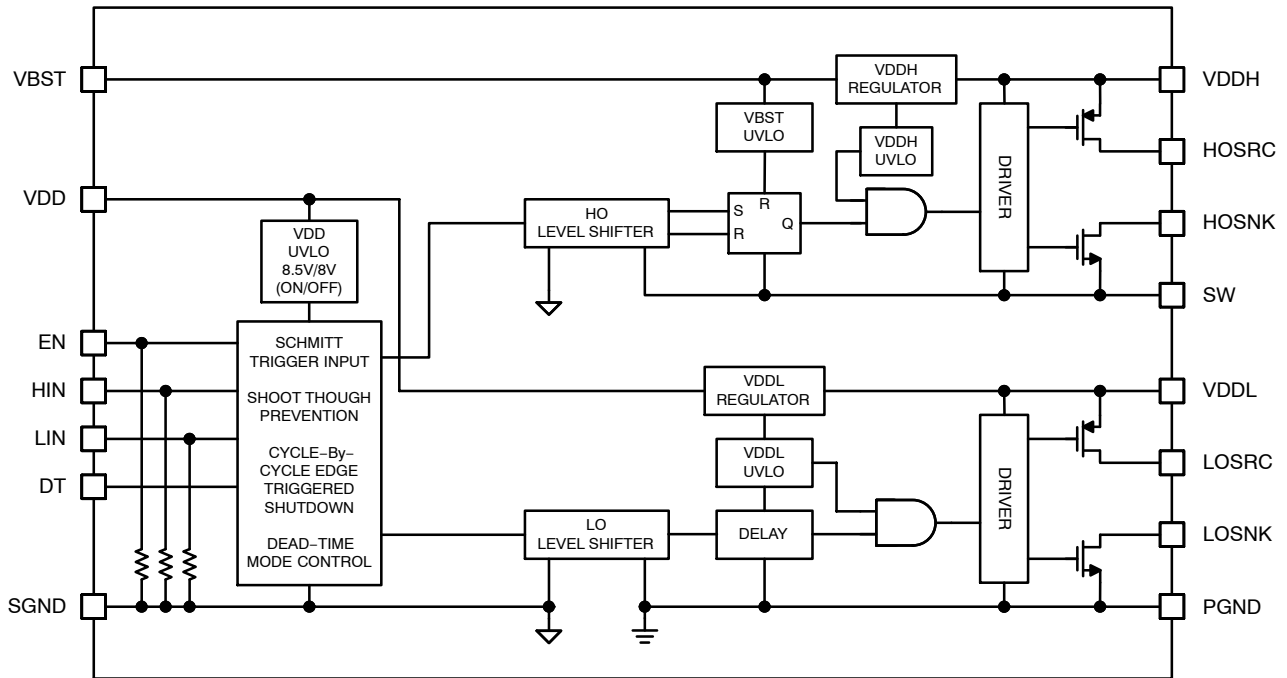 VBST
VDD
EN
HIN
LIN
DT
SGND
VDD
UVLO
8.5V/8V
(ON/OFF)
SCHMITT
TRIGGER INPUT
SHOOT THOUGH
PREVENTION
CYCLE−By−
CYCLE EDGE
TRIGGERED
SHUTDOWN
DEAD−TIME
MODE CONTROL
HO
LEVEL SHIFTER
VBST
UVLO
S
R
R
Q
VDDH
REGULATOR
VDDH
UVLO
DRIVER
LO
LEVEL SHIFTER
VDDL
REGULATOR
VDDL
UVLO
DELAY
DRIVER
VDDH
HOSRC
HOSNK
SW
VDDL
LOSRC
LOSNK
PGND